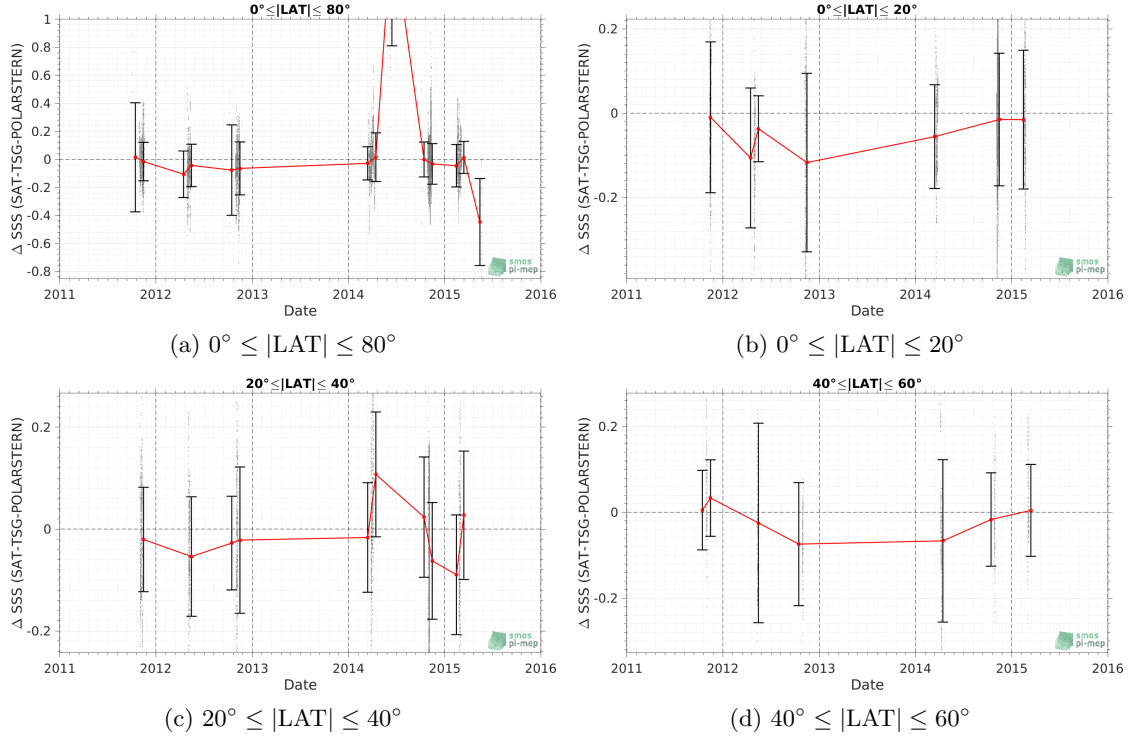 0°≤|LAT|≤ 80°
Δ SSS (SAT-TSG-POLARSTERN)
1
0.8
0.6
0.4
0.2
0
-0.2
-0.4
-0.6
-0.8
2011 2012 2013 2014 2015 2016
Date
smos
pi-mep
(a) 0° ≤ |LAT| ≤ 80°
0°≤|LAT|≤ 20°
Δ SSS (SAT-TSG-POLARSTERN)
0.2
0
-0.2
2011 2012 2013 2014 2015 2016
Date
smos
pi-mep
(b) 0° ≤ |LAT| ≤ 20°
20°≤|LAT|≤ 40°
Δ SSS (SAT-TSG-POLARSTERN)
0.2
0
-0.2
2011 2012 2013 2014 2015 2016
Date
smos
pi-mep
(c) 20° ≤ |LAT| ≤ 40°
40°≤|LAT|≤ 60°
Δ SSS (SAT-TSG-POLARSTERN)
0.2
0
-0.2
2011 2012 2013 2014 2015 2016
Date
smos
pi-mep
(d) 40° ≤ |LAT| ≤ 60°